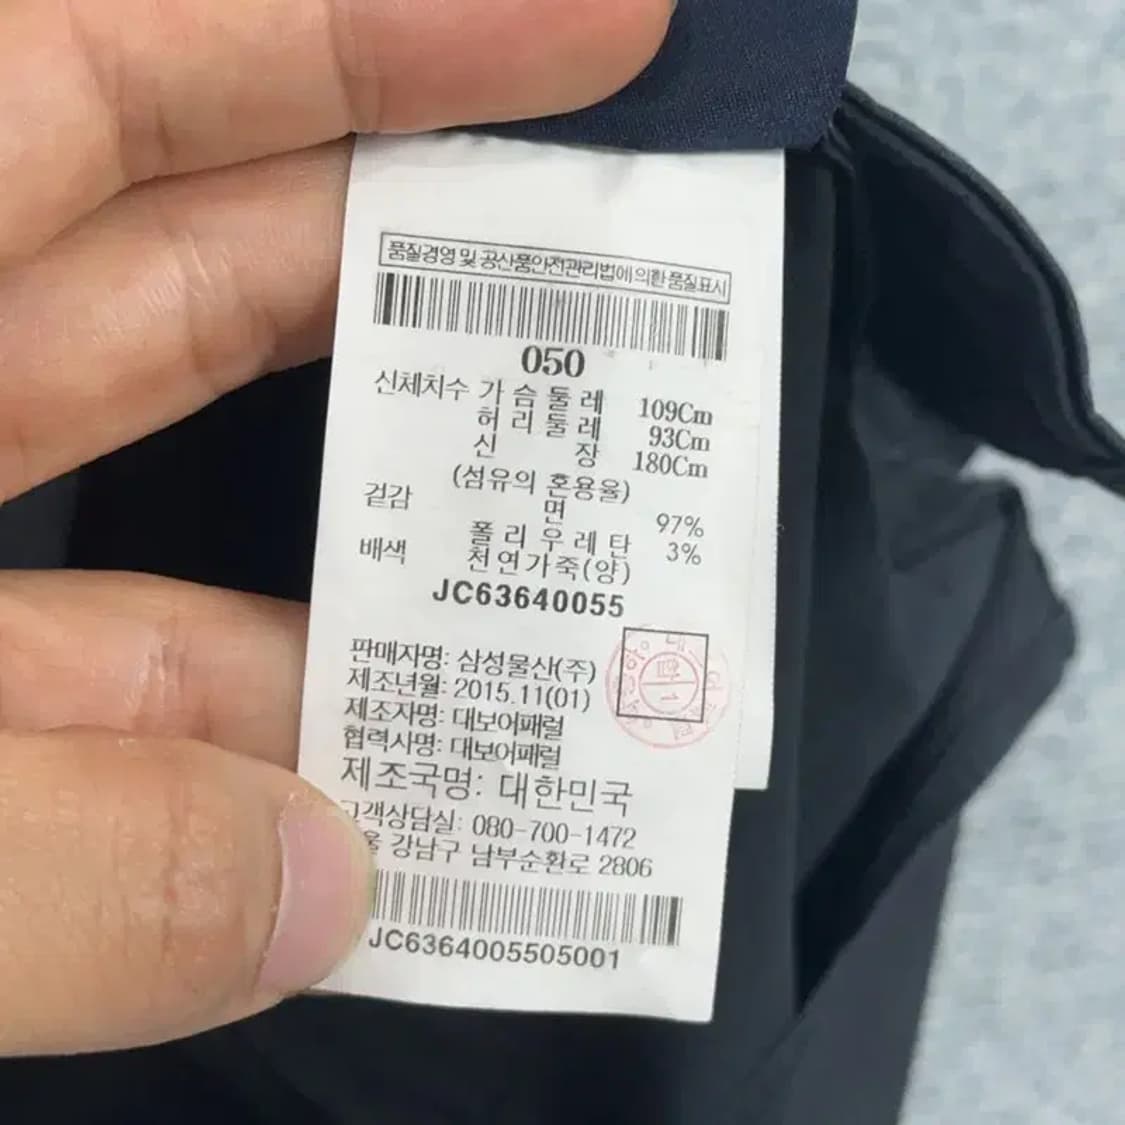 품질경영 및 공산품안전관리법에 의한 품질표시
050
신체치수 가슴둘레 109Cm
허리둘레 93Cm
신장 180Cm
(섬유의 혼용율)
겉감 면 97%
폴리우레탄 3%
배색 천연가죽(양)
JC63640055
판매자명: 삼성물산(주)
제조년월: 2015.11(01)
제조자명: 대보어패럴
협력사명: 대보어패럴
제조국명: 대한민국
고객상담실: 080-700-1472
강남구 남부순환로 2806
JC6364005505001